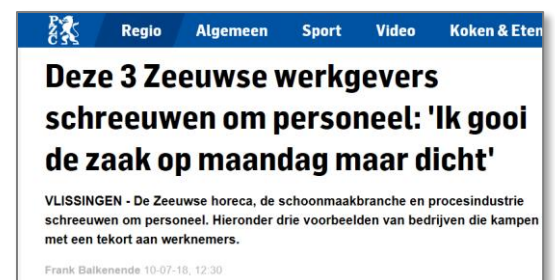 PZC
Regio Algemeen Sport Video Koken & Eten
Deze 3 Zeeuwse werkgevers
schreeuwen om personeel: 'Ik gooi
de zaak op maandag maar dicht'
VLISSINGEN - De Zeeuwse horeca, de schoonmaakbranche en procesindustrie
schreeuwen om personeel. Hieronder drie voorbeelden van bedrijven die kampen
met een tekort aan werknemers.
Frank Balkenende 10-07-18, 12:30